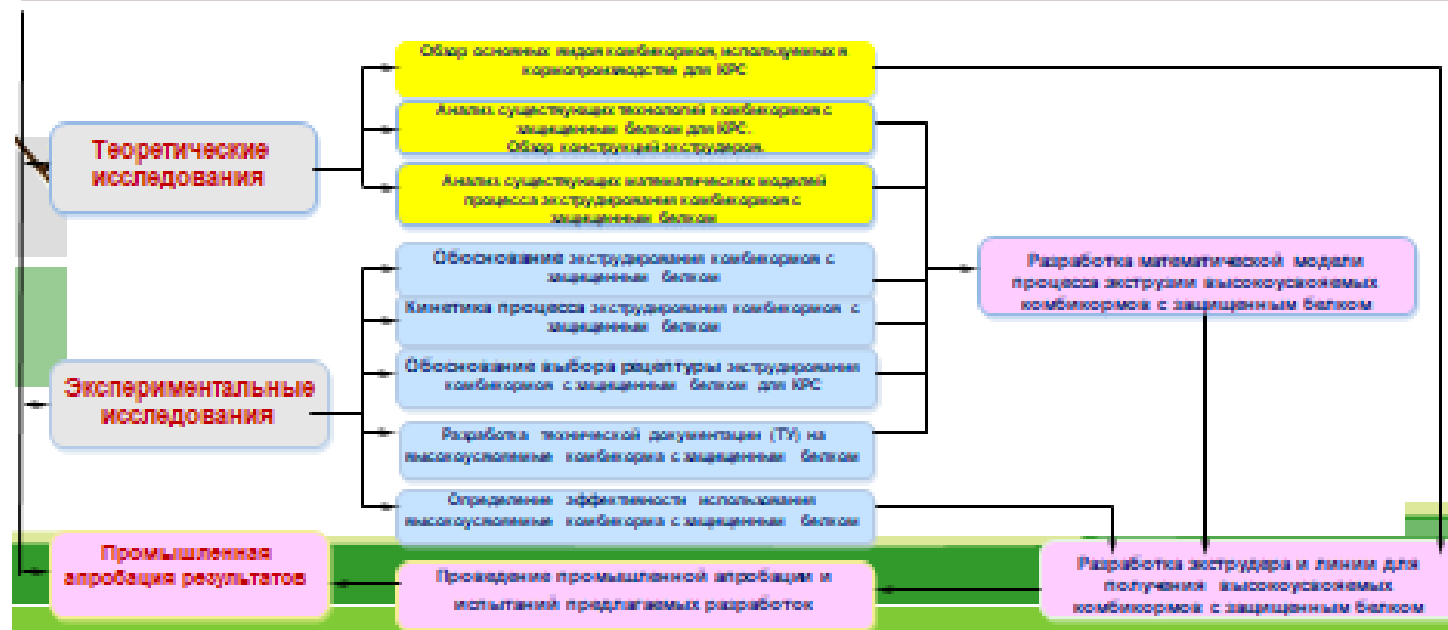 Обзор основных видов комбикормов, используемых в
кормопроизводстве для КРС
Анализ существующих технологий комбикормов с
защищенным белком для КРС.
Обзор конструкций экструдеров.
Теоретические
исследования
Анализ существующих математических моделей
процесса экструдирования комбикормов с
защищенным белком
Обоснование экструдирования комбикормов с
защищенным белком
Разработка математической модели
процесса экструзии высокоусвояемых
комбикормов с защищенным белком
Кинетика процесса экструдирования комбикормов с
защищенным белком
Обоснование выбора рецептуры экструдирования
комбикормов с защищенным белком для КРС
Экспериментальные
исследования
Разработка технической документации (ТУ) на
высокоусвояемые комбикорма с защищенным белком
Определение эффективности использования
высокоусвояемые комбикорма с защищенным белком
Промышленная
апробация результатов
Проведение промышленной апробации и
испытаний предлагаемых разработок
Разработка экструдера и линии для
получения высокоусвояемых
комбикормов с защищенным белком